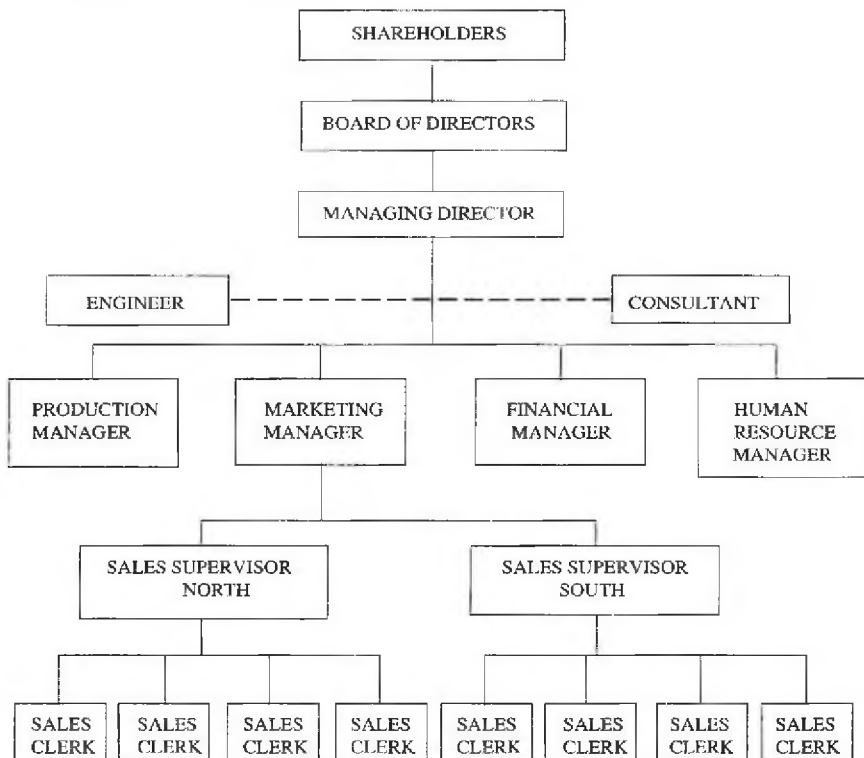 SHAREHOLDERS
BOARD OF DIRECTORS
MANAGING DIRECTOR
ENGINEER
CONSULTANT
PRODUCTION
MANAGER
MARKETING
MANAGER
FINANCIAL
MANAGER
HUMAN
RESOURCE
MANAGER
SALES SUPERVISOR
NORTH
SALES SUPERVISOR
SOUTH
SALES
CLERK
SALES
CLERK
SALES
CLERK
SALES
CLERK
SALES
CLERK
SALES
CLERK
SALES
CLERK
SALES
CLERK